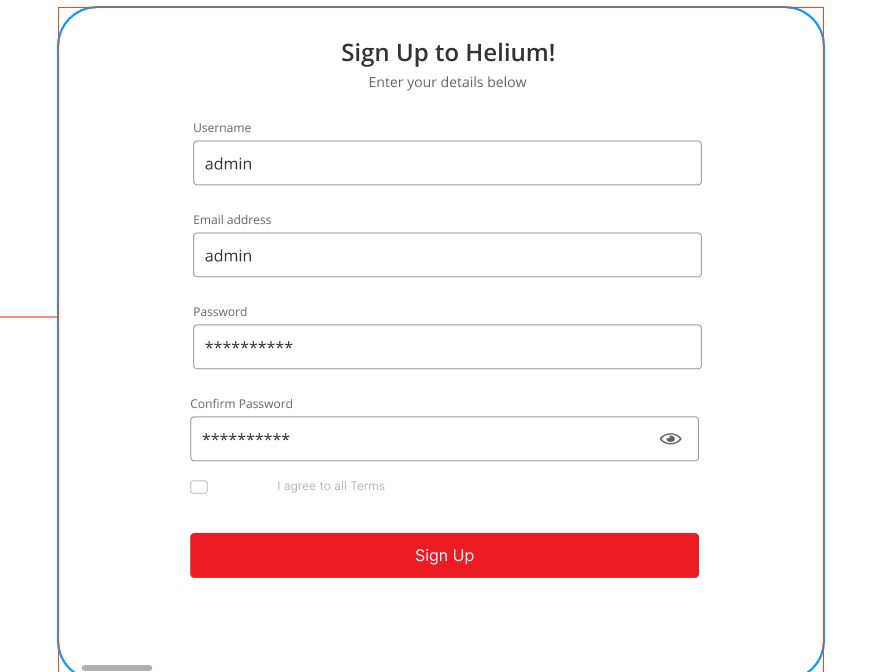 Sign Up to Helium!
Enter your details below
Username
admin
Email address
admin
Password
**********
Confirm Password
**********
I agree to all Terms
Sign Up